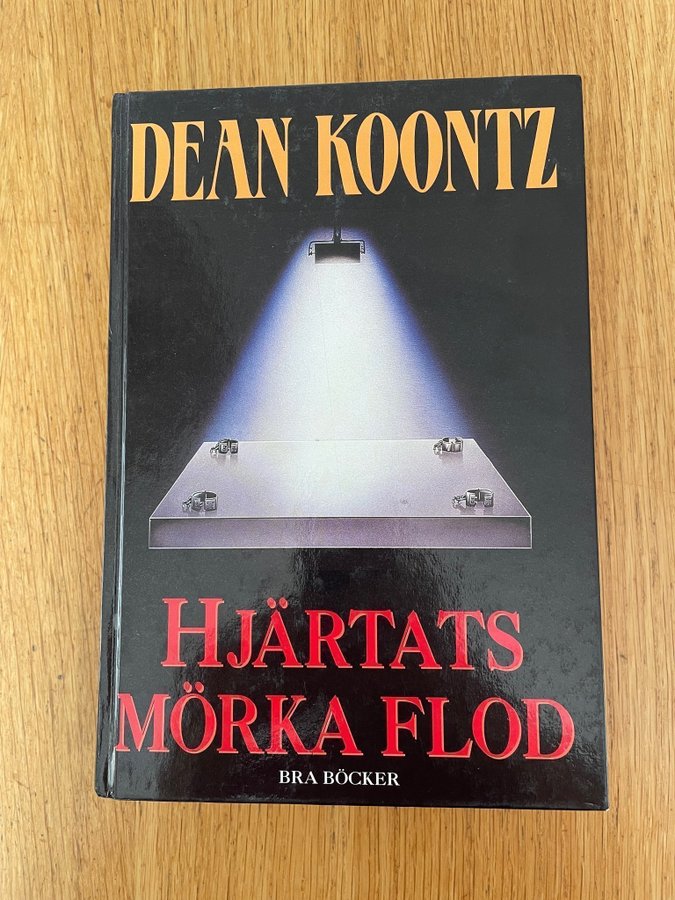 DEAN KOONTZ
HJÄRTATS
MÖRKA FLOD
BRA BÖCKER